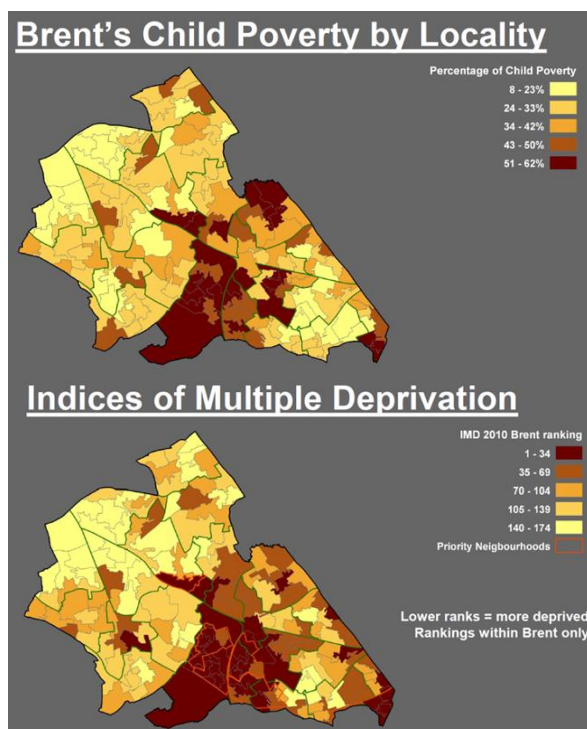 Brent's Child Poverty by Locality
Percentage of Child Poverty
8 - 23%
24 - 33%
34 - 42%
43 - 50%
51 - 62%
Indices of Multiple Deprivation
IMD 2010 Brent ranking
1 - 34
35 - 69
70 - 104
105 - 139
140 - 174
Priority Neigbourhoods
Lower ranks = more deprived
Rankings within Brent only